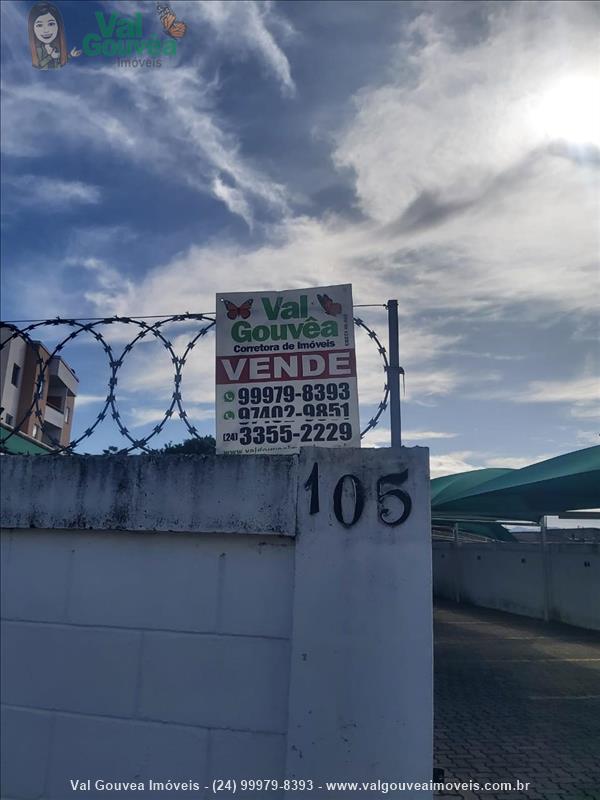 Val
Gouvêa
Imóveis
Val
Gouvêa
Corretora de Imóveis
VENDE
99979-8393
97402-9851
(24) 3355-2229
105
Val Gouvea Imóveis - (24) 99979-8393 - www.valgouveaimoveis.com.br